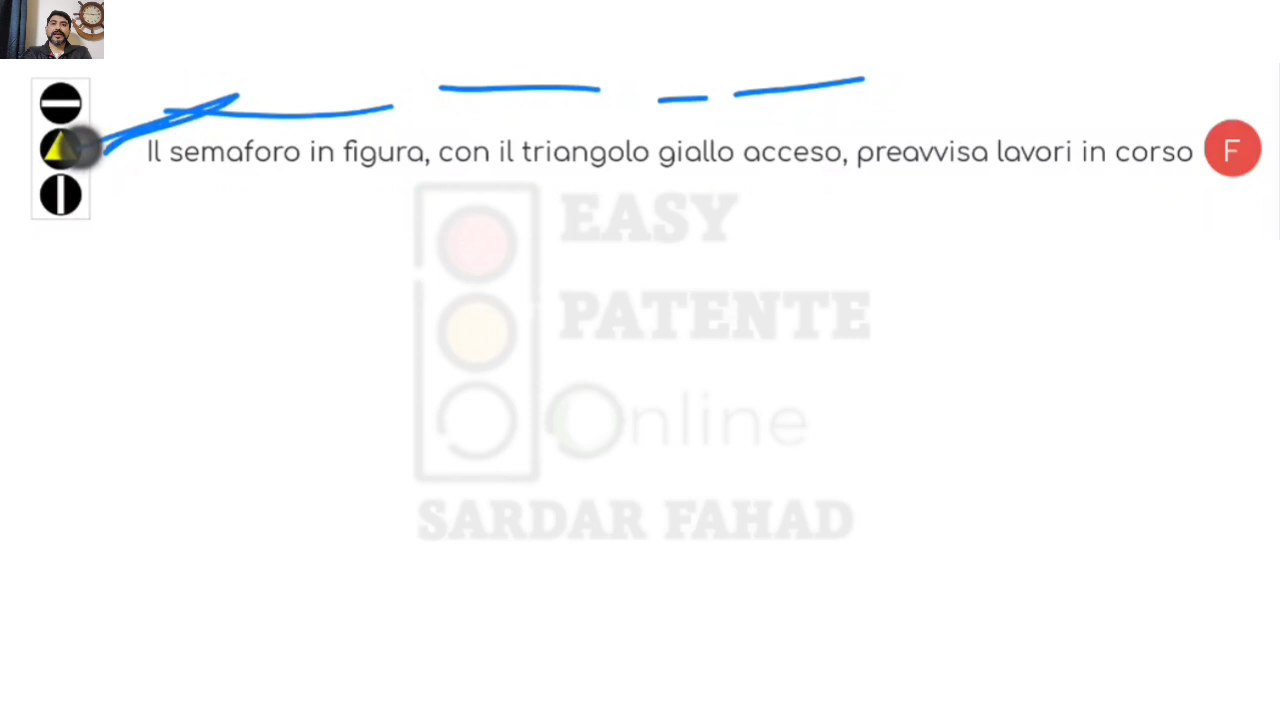 Il semaforo in figura, con il triangolo giallo acceso, preavvisa lavori in corso F
EASY
PATENTE
Online
SARDAR FAHAD